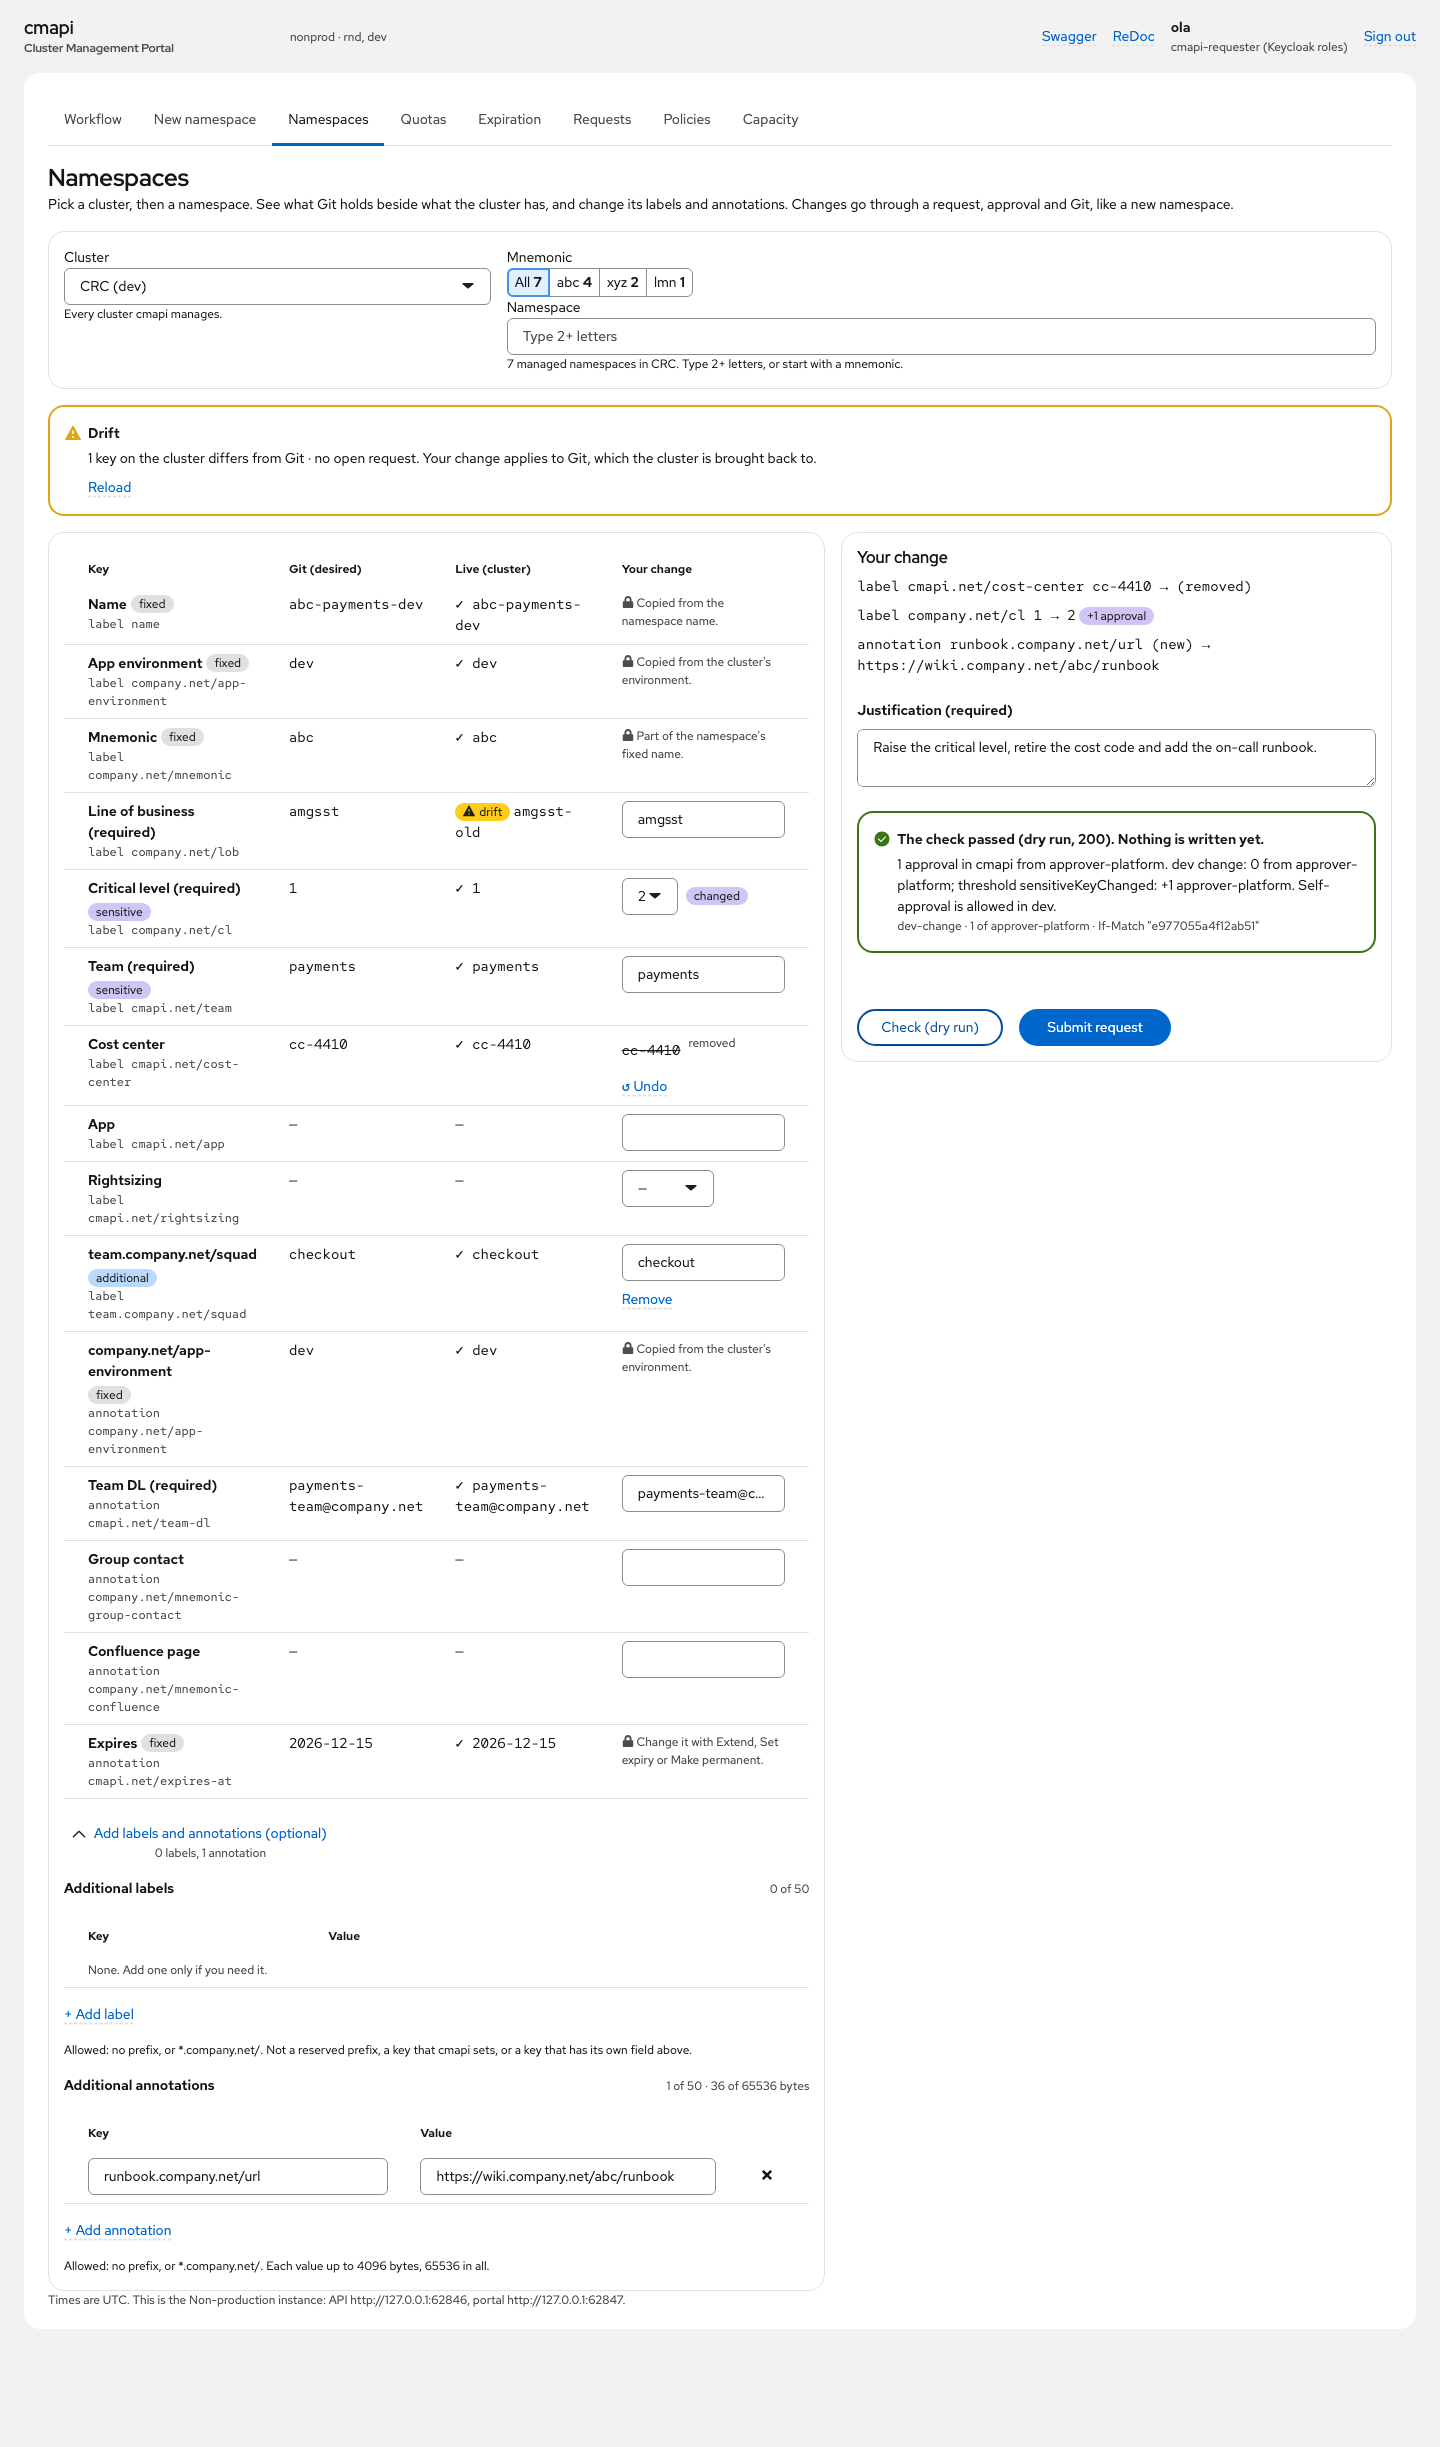 cmapi
Cluster Management Portal
nonprod · rnd, dev
Swagger
ReDoc
ola
cmapi-requester (Keycloak roles)
Sign out
Workflow
New namespace
Namespaces
Quotas
Expiration
Requests
Policies
Capacity
Namespaces
Pick a cluster, then a namespace. See what Git holds beside what the cluster has, and change its labels and annotations. Changes go through a request, approval and Git, like a new namespace.
Cluster
CRC (dev)
Every cluster cmapi manages.
Mnemonic
All 7
abc 4
xyz 2
lmn 1
Namespace
Type 2+ letters
7 managed namespaces in CRC. Type 2+ letters, or start with a mnemonic.
Drift
1 key on the cluster differs from Git · no open request. Your change applies to Git, which the cluster is brought back to.
Reload
Key
Git (desired)
Live (cluster)
Your change
Name fixed
label name
abc-payments-dev
✓ abc-payments-
dev
Copied from the
namespace name.
App environment fixed
label company.net/app-
environment
dev
✓ dev
Copied from the cluster's
environment.
Mnemonic fixed
label
company.net/mnemonic
abc
✓ abc
Part of the namespace's
fixed name.
Line of business
(required)
label company.net/lob
amgsst
drift amgsst-
old
amgsst
Critical level (required)
sensitive
label company.net/cl
1
✓ 1
2
changed
Team (required)
sensitive
label cmapi.net/team
payments
✓ payments
payments
Cost center
label cmapi.net/cost-
center
cc-4410
✓ cc-4410
cc-4410 removed
↺ Undo
App
label cmapi.net/app
—
—
Rightsizing
label
cmapi.net/rightsizing
—
—
—
team.company.net/squad
additional
label
team.company.net/squad
checkout
✓ checkout
checkout
Remove
company.net/app-
environment
fixed
annotation
company.net/app-
environment
dev
✓ dev
Copied from the cluster's
environment.
Team DL (required)
annotation
cmapi.net/team-dl
payments-
team@company.net
✓ payments-
team@company.net
payments-team@c...
Group contact
annotation
company.net/mnemonic-
group-contact
—
—
Confluence page
annotation
company.net/mnemonic-
confluence
—
—
Expires fixed
annotation
cmapi.net/expires-at
2026-12-15
✓ 2026-12-15
Change it with Extend, Set
expiry or Make permanent.
Add labels and annotations (optional)
0 labels, 1 annotation
Additional labels
0 of 50
Key
Value
None. Add one only if you need it.
+ Add label
Allowed: no prefix, or *.company.net/. Not a reserved prefix, a key that cmapi sets, or a key that has its own field above.
Additional annotations
1 of 50 · 36 of 65536 bytes
Key
Value
runbook.company.net/url
https://wiki.company.net/abc/runbook
×
+ Add annotation
Allowed: no prefix, or *.company.net/. Each value up to 4096 bytes, 65536 in all.
Your change
label cmapi.net/cost-center cc-4410 → (removed)
label company.net/cl 1 → 2 +1 approval
annotation runbook.company.net/url (new) →
https://wiki.company.net/abc/runbook
Justification (required)
Raise the critical level, retire the cost code and add the on-call runbook.
The check passed (dry run, 200). Nothing is written yet.
1 approval in cmapi from approver-platform. dev change: 0 from approver-
platform; threshold sensitiveKeyChanged: +1 approver-platform. Self-
approval is allowed in dev.
dev-change · 1 of approver-platform · If-Match "e977055a4f12ab51"
Check (dry run)
Submit request
Times are UTC. This is the Non-production instance: API http://127.0.0.1:62846, portal http://127.0.0.1:62847.